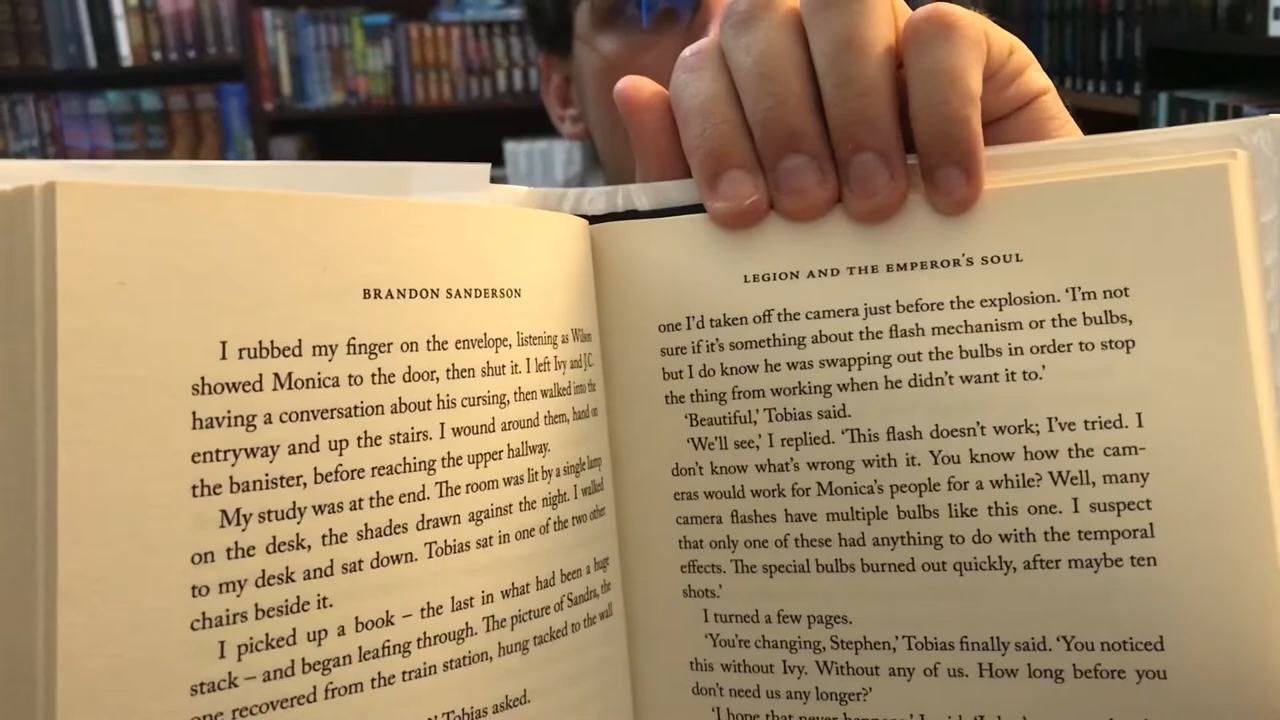 BRANDON SANDERSON
I rubbed my finger on the envelope, listening as Wilson
showed Monica to the door, then shut it. I left Ivy and J.C.
having a conversation about his cursing, then walked into the
entryway and up the stairs. I wound around them, hand on
the banister, before reaching the upper hallway.
My study was at the end. The room was lit by a single lamp
on the desk, the shades drawn against the night. I walked
to my desk and sat down. Tobias sat in one of the two other
chairs beside it.
I picked up a book – the last in what had been a huge
stack – and began leafing through. The picture of Sandra, the
one recovered from the train station, hung tacked to the wall
Tobias asked.
LEGION AND THE EMPEROR'S SOUL
one I'd taken off the camera just before the explosion. 'I'm not
sure if it's something about the flash mechanism or the bulbs,
but I do know he was swapping out the bulbs in order to stop
the thing from working when he didn't want it to.'
'Beautiful,' Tobias said.
'We'll see,' I replied. 'This flash doesn't work; I've tried. I
don't know what's wrong with it. You know how the cam-
eras would work for Monica's people for a while? Well, many
camera flashes have multiple bulbs like this one. I suspect
that only one of these had anything to do with the temporal
effects. The special bulbs burned out quickly, after maybe ten
shots.'
I turned a few pages.
'You're changing, Stephen,' Tobias finally said. 'You noticed
this without Ivy. Without any of us. How long before you
don't need us any longer?'
'I hope that never